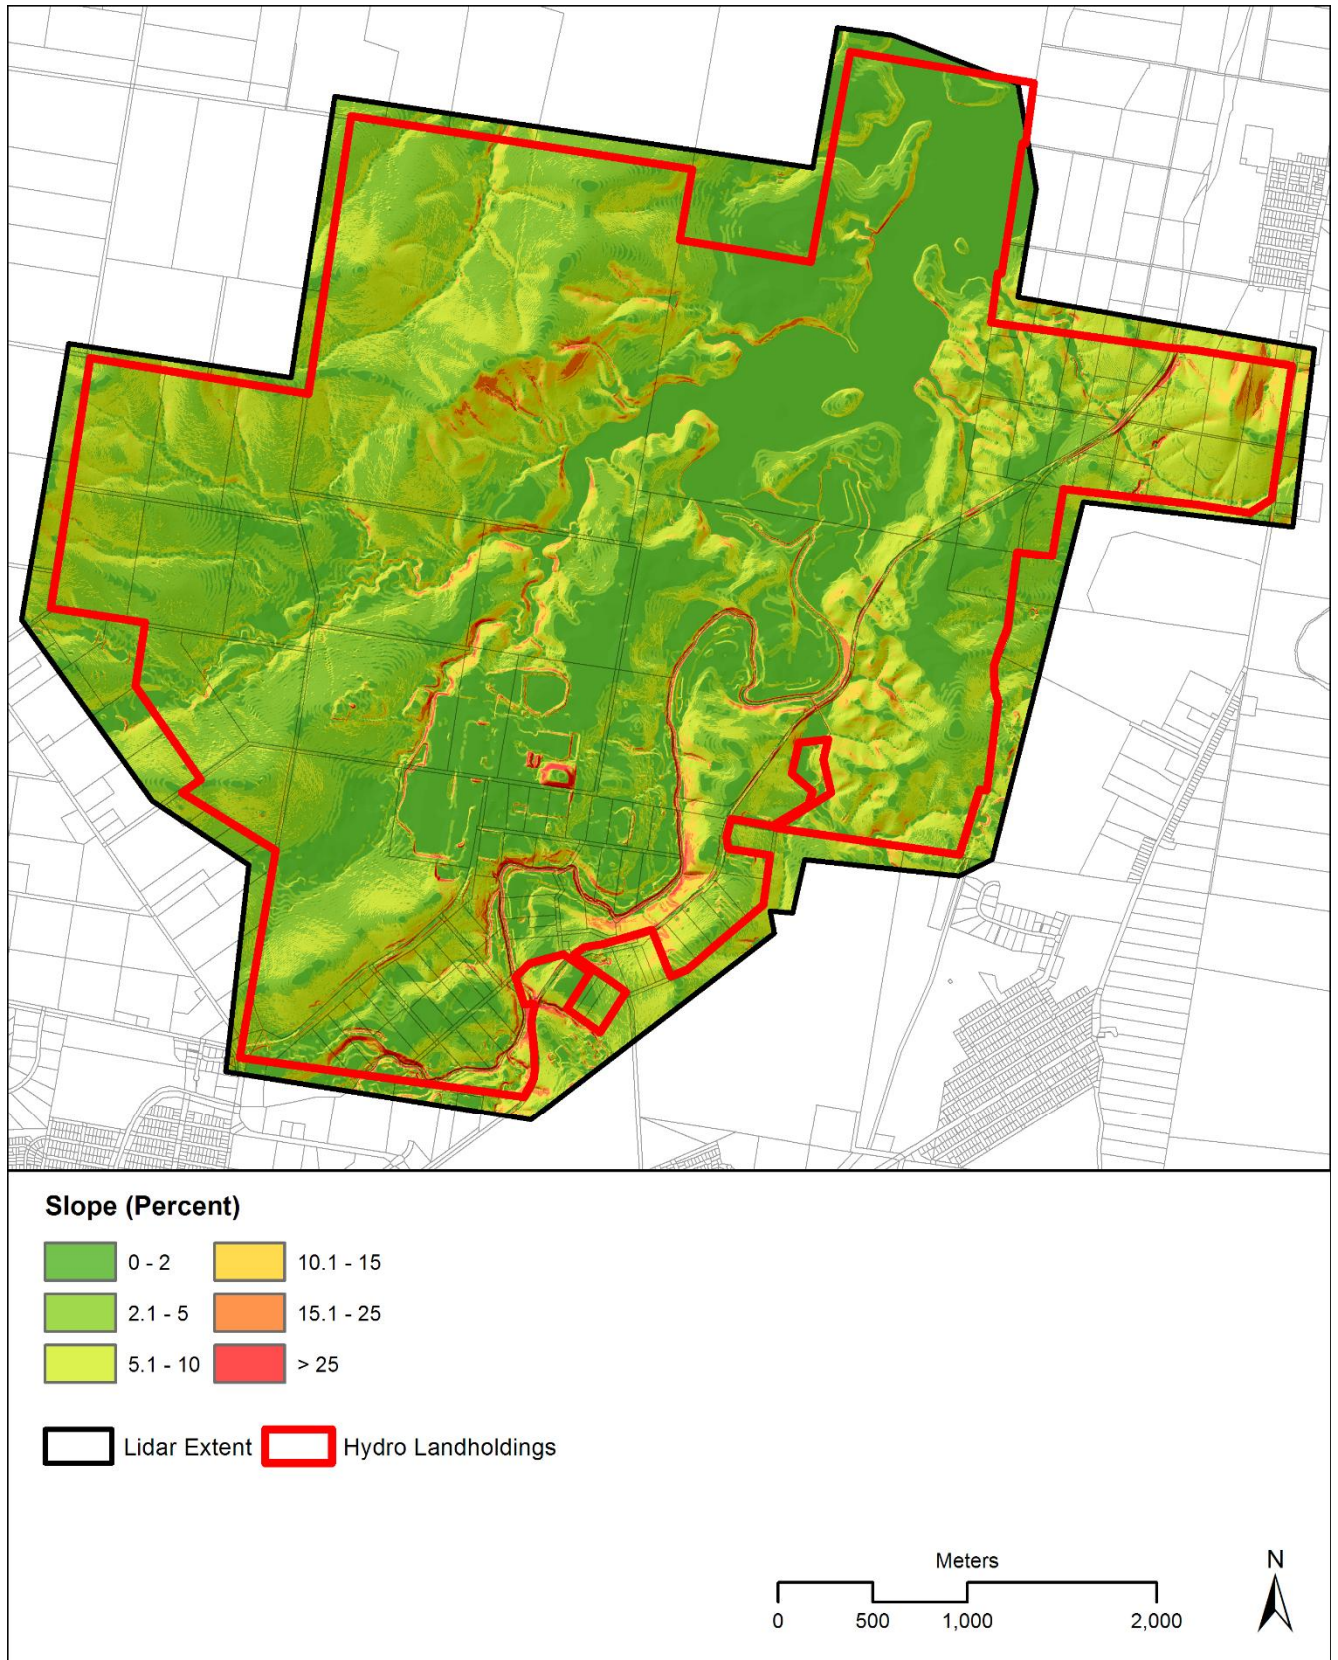 Slope (Percent)
0 - 2
10.1 - 15
2.1 - 5
15.1 - 25
5.1 - 10
> 25
Lidar Extent
Hydro Landholdings
Meters
N
0
500
1,000
2,000